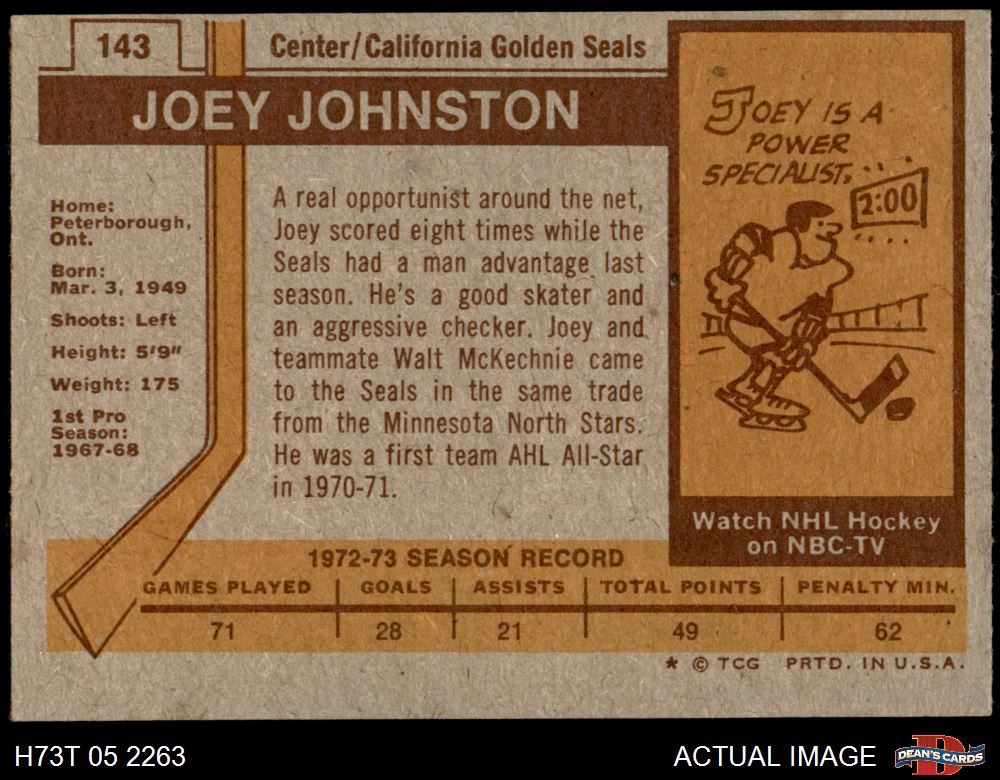 143
Center/California Golden Seals
JOEY JOHNSTON
Home:
Peterborough,
Ont.
Born:
Mar. 3, 1949
Shoots: Left
Height: 5'9"
Weight: 175
1st Pro
Season:
1967-68
A real opportunist around the net,
Joey scored eight times while the
Seals had a man advantage last
season. He's a good skater and
an aggressive checker. Joey and
teammate Walt McKechnie came
to the Seals in the same trade
from the Minnesota North Stars.
He was a first team AHL All-Star
in 1970-71.
JOEY IS A
POWER
SPECIALIST.
2:00
Watch NHL Hockey
on NBC-TV
1972-73 SEASON RECORD
GAMES PLAYED GOALS ASSISTS TOTAL POINTS PENALTY MIN.
71 28 21 49 62
* © TCG PRTD. IN U.S.A.
H73T 05 2263
ACTUAL IMAGE
D
DEAN'S CARDS